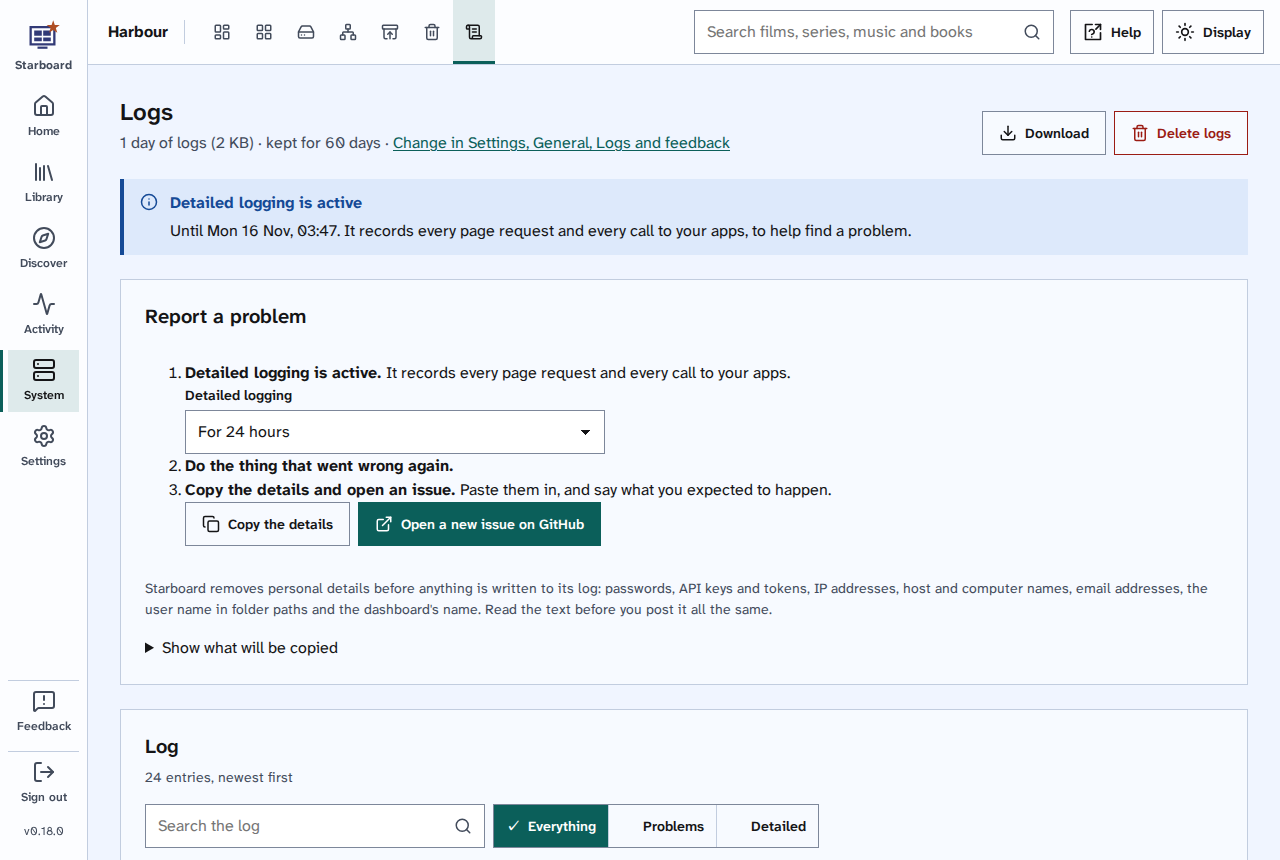 Starboard
Home
Library
Discover
Activity
System
Settings
Feedback
Sign out
v0.18.0
Harbour
Search films, series, music and books
Help
Display
Logs
1 day of logs (2 KB) · kept for 60 days · Change in Settings, General, Logs and feedback
Download
Delete logs
Detailed logging is active
Until Mon 16 Nov, 03:47. It records every page request and every call to your apps, to help find a problem.
Report a problem
1. Detailed logging is active. It records every page request and every call to your apps.
Detailed logging
For 24 hours
2. Do the thing that went wrong again.
3. Copy the details and open an issue. Paste them in, and say what you expected to happen.
Copy the details
Open a new issue on GitHub
Starboard removes personal details before anything is written to its log: passwords, API keys and tokens, IP addresses, host and computer names, email addresses, the
user name in folder paths and the dashboard's name. Read the text before you post it all the same.
Show what will be copied
Log
24 entries, newest first
Search the log
✓ Everything
Problems
Detailed